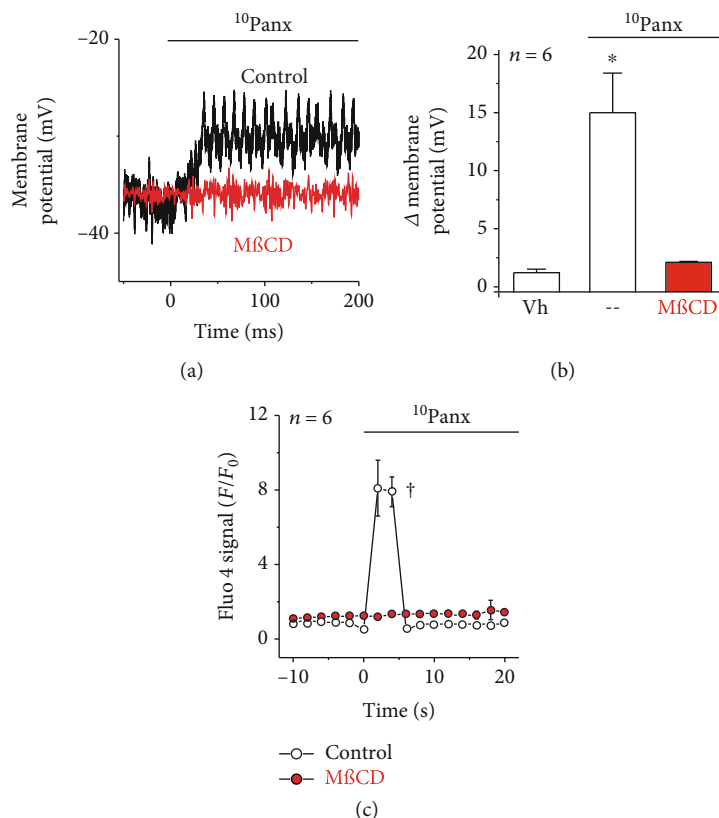 ¹⁰Panx
−20
Control
Membrane
potential (mV)
−40
MßCD
0
100
200
Time (ms)
(a)
¹⁰Panx
n = 6
20
*
15
10
5
0
Δ membrane
potential (mV)
Vh
--
MßCD
(b)
¹⁰Panx
n = 6
12
8
†
4
0
Fluo 4 signal (F/F₀)
−10
0
10
20
Time (s)
Control
MßCD
(c)